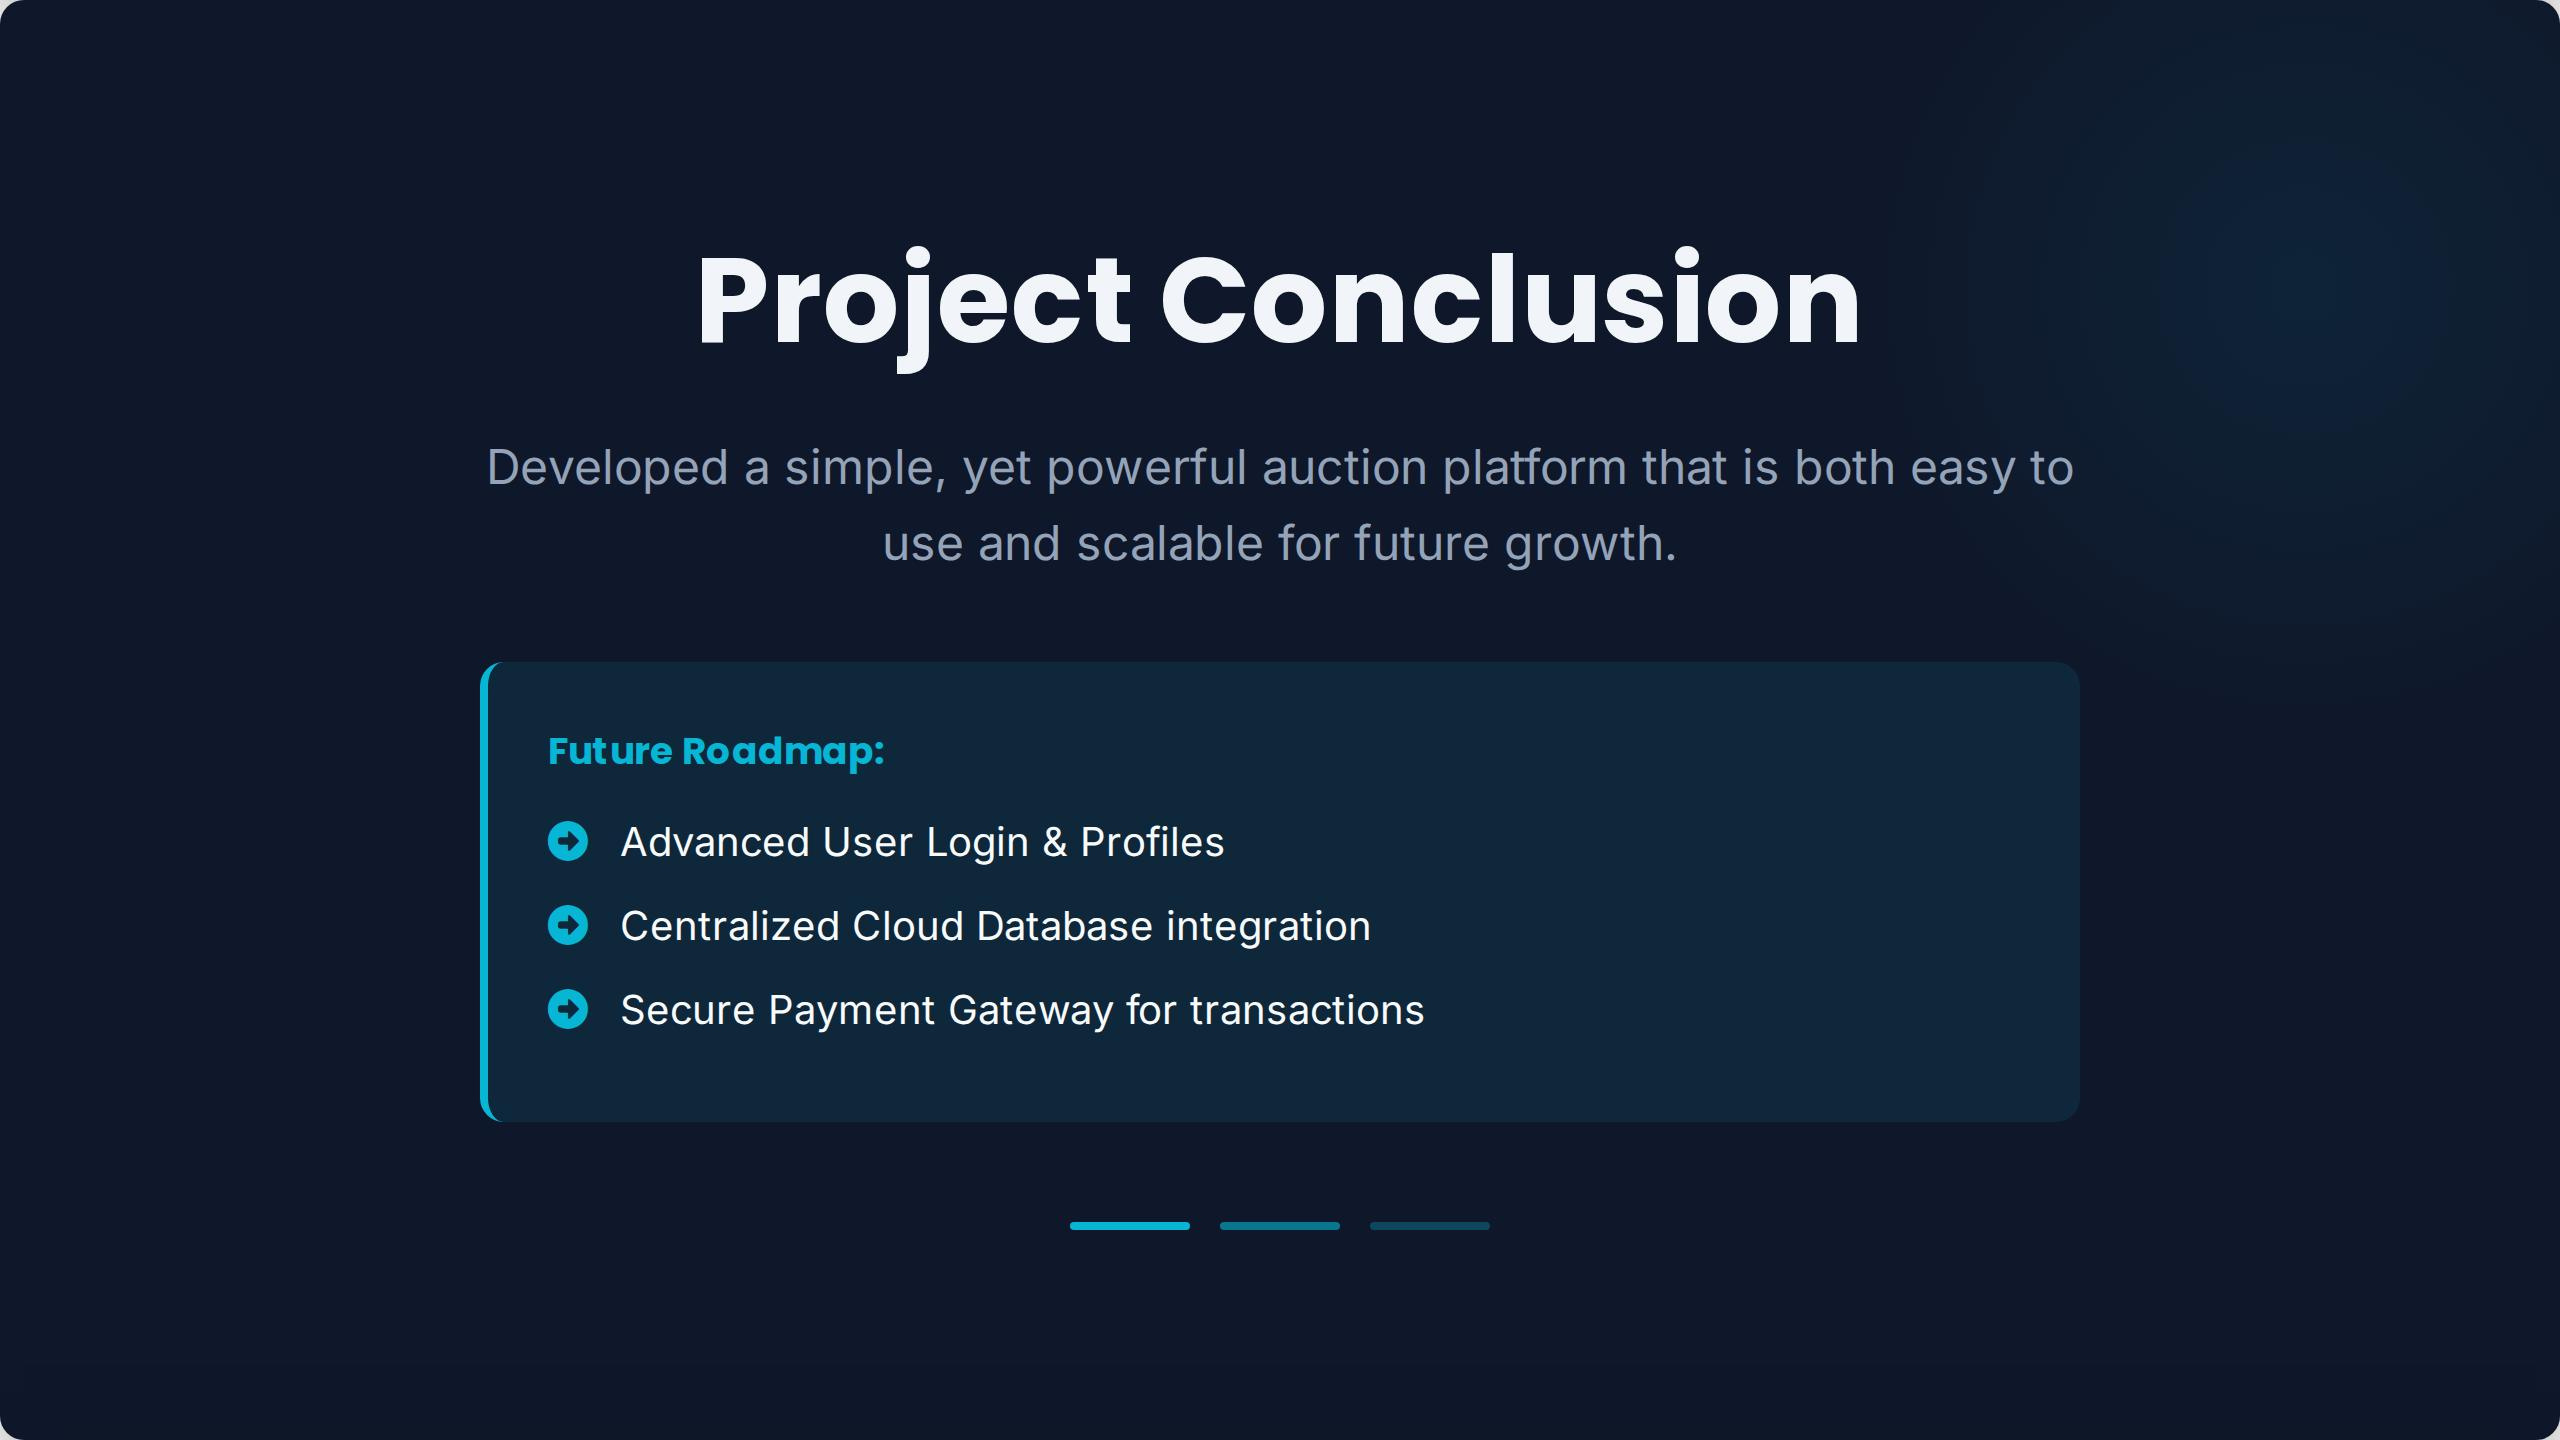 Project Conclusion
Developed a simple, yet powerful auction platform that is both easy to
use and scalable for future growth.
Future Roadmap:
Advanced User Login & Profiles
Centralized Cloud Database integration
Secure Payment Gateway for transactions